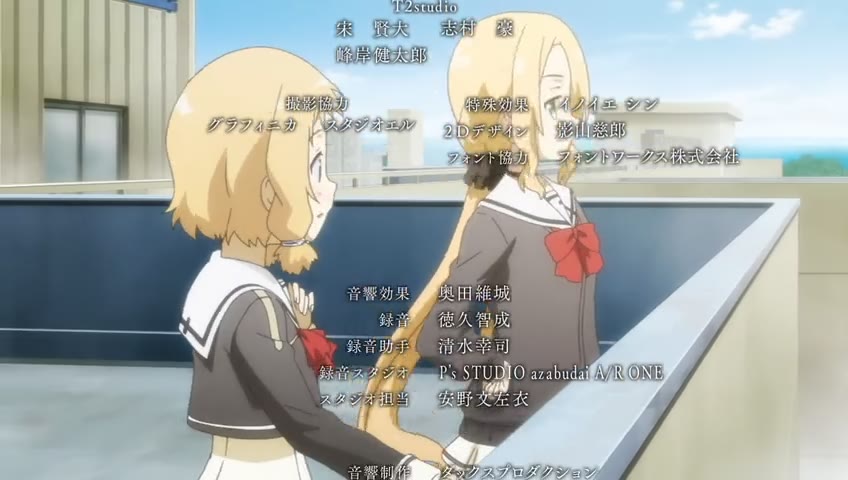 T2studio
宋　賢大　志村　豪
峰岸健太郎
撮影協力
グラフィニカ　スタジオエル
特殊効果　イノイエ シン
２Ｄデザイン　影山慈郎
フォント協力　フォントワークス株式会社
音響効果　奥田維城
録音　徳久智成
録音助手　清水幸司
録音スタジオ　P's STUDIO azabudai A/R ONE
スタジオ担当　安野文左衣
音響制作　ダックスプロダクション